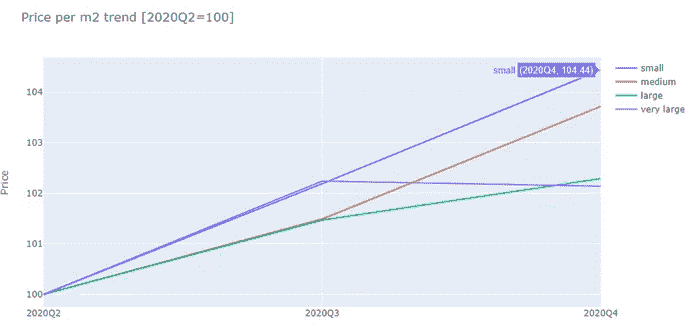 Price per m2 trend [2020Q2=100]
small (2020Q4, 104.44)
small
medium
large
very large
104
103
102
101
100
Price
2020Q2
2020Q3
2020Q4